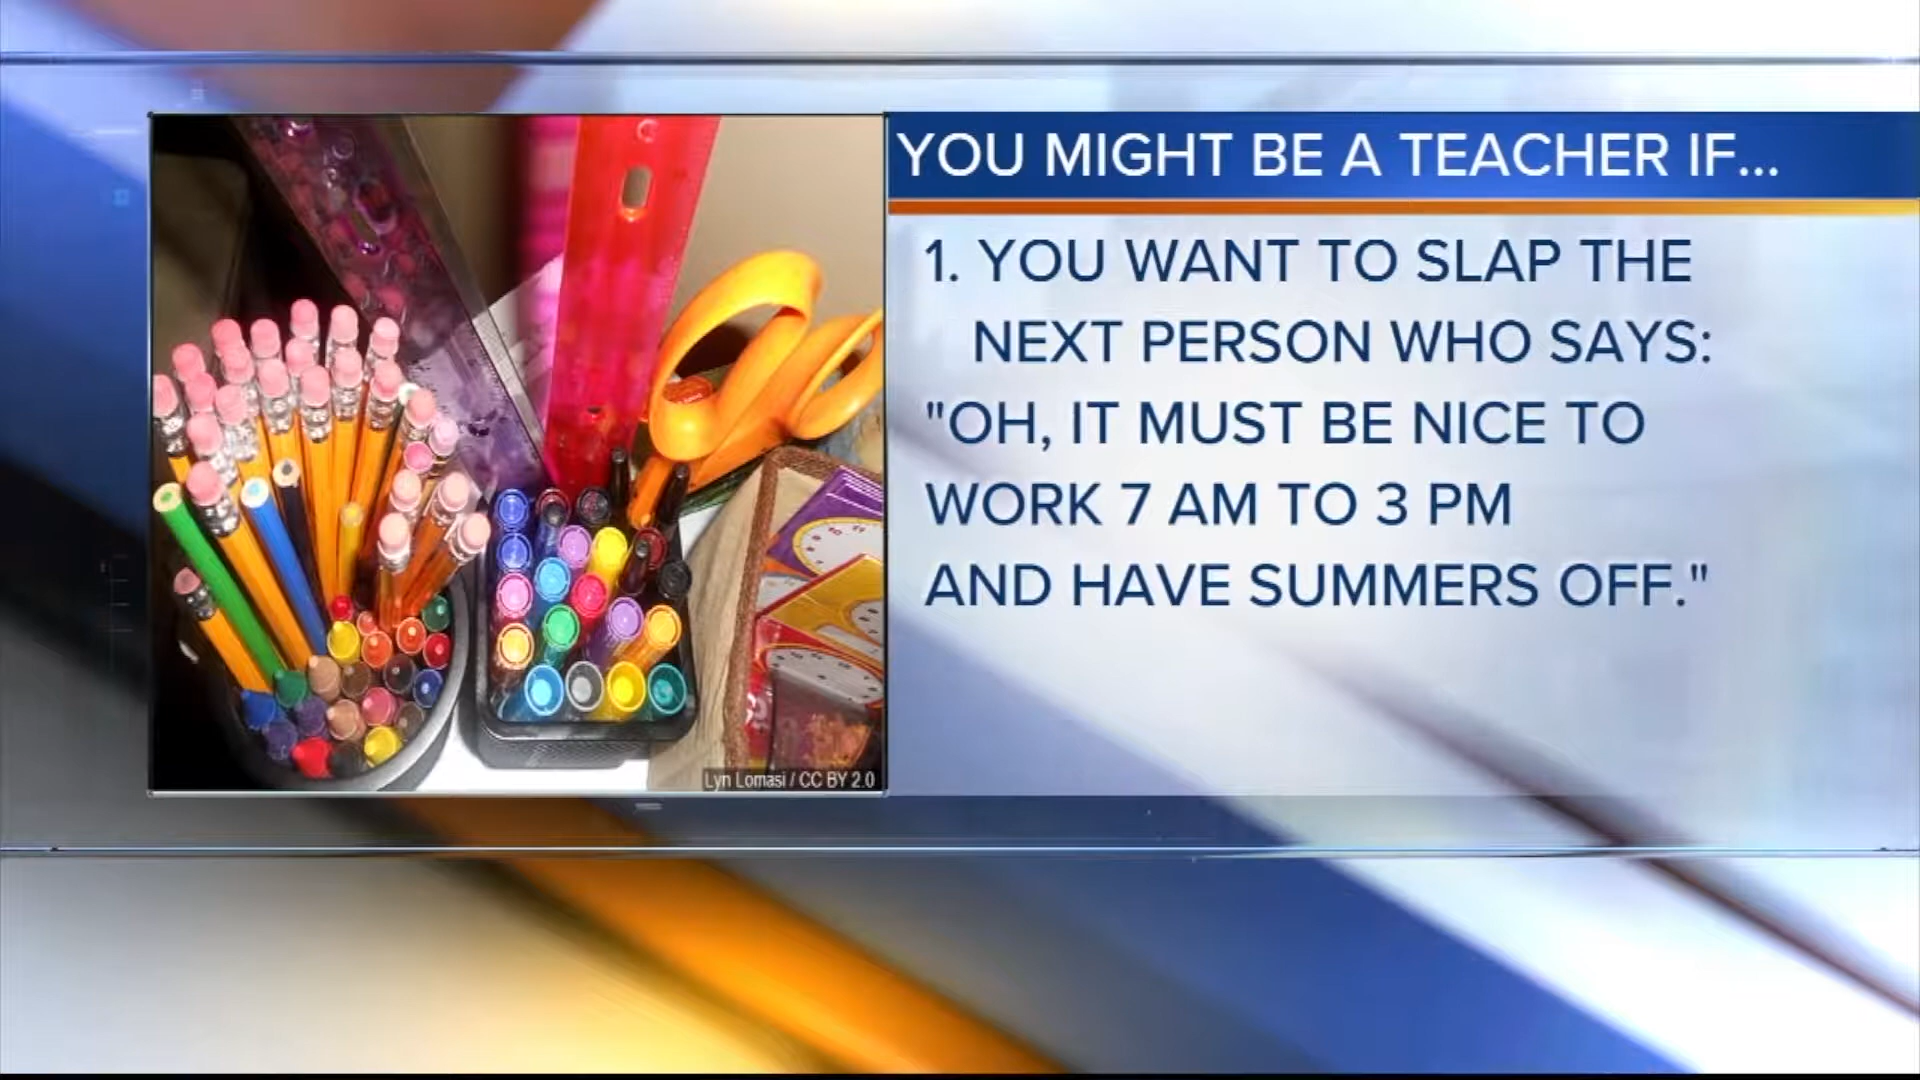 YOU MIGHT BE A TEACHER IF...
1. YOU WANT TO SLAP THE
NEXT PERSON WHO SAYS:
"OH, IT MUST BE NICE TO
WORK 7 AM TO 3 PM
AND HAVE SUMMERS OFF."
Lyn Lomasi / CC BY 2.0